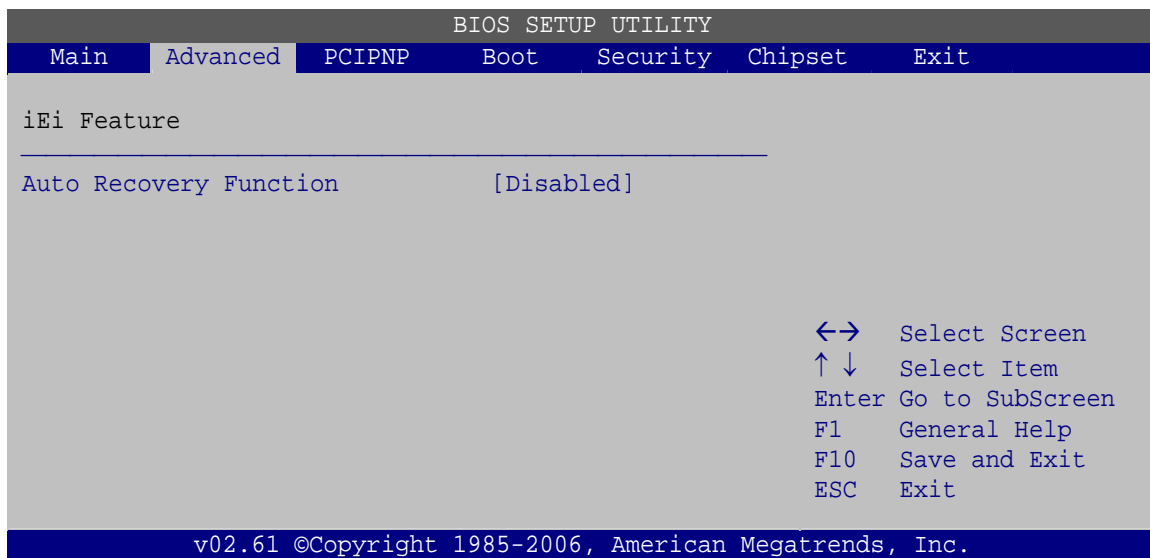 BIOS SETUP UTILITY
Main Advanced PCIPNP Boot Security Chipset Exit
iEi Feature
Auto Recovery Function [Disabled]
←→ Select Screen
↑ ↓ Select Item
Enter Go to SubScreen
F1 General Help
F10 Save and Exit
ESC Exit
v02.61 ©Copyright 1985-2006, American Megatrends, Inc.